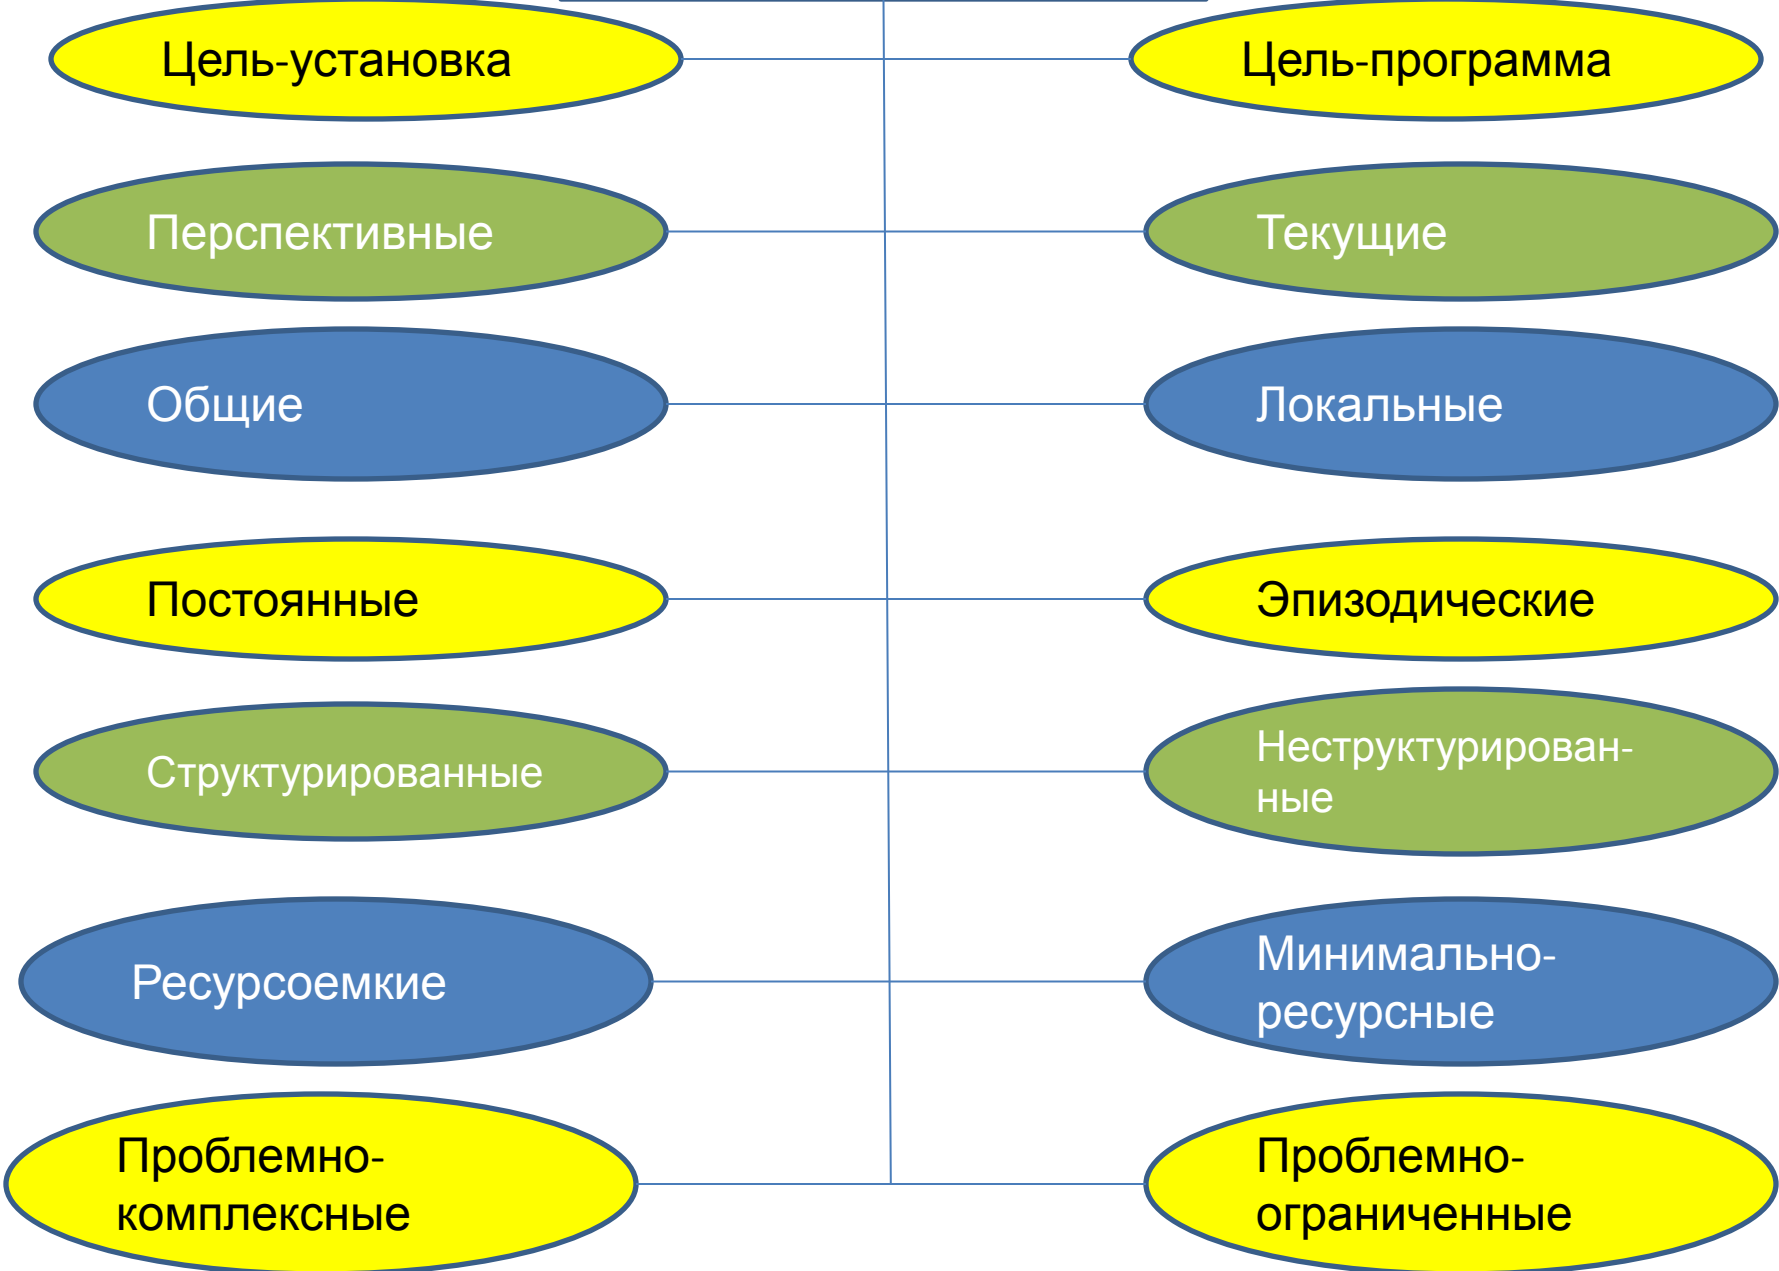 Цель-установка
Цель-программа
Перспективные
Текущие
Общие
Локальные
Постоянные
Эпизодические
Структурированные
Неструктурирован-
ные
Ресурсоемкие
Минимально-
ресурсные
Проблемно-
комплексные
Проблемно-
ограниченные